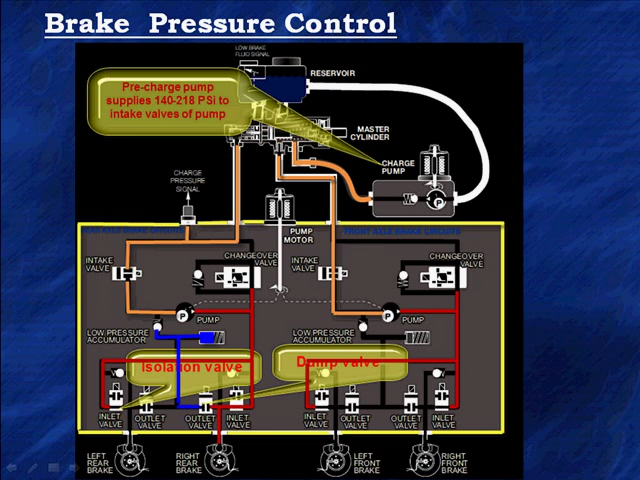 Brake Pressure Control
LOW BRAKE
FLUID SIGNAL
RESERVOIR
Pre-charge pump
supplies 140-218 PSi to
intake valves of pump
MASTER
CYLINDER
CHARGE
PUMP
CHARGE
PRESSURE
SIGNAL
P
PUMP
MOTOR
REAR AXLE BRAKE CIRCUITS
FRONT AXLE BRAKE CIRCUITS
INTAKE
VALVE
CHANGEOVER
VALVE
INTAKE
VALVE
CHANGEOVER
VALVE
P
PUMP
P
PUMP
LOW PRESSURE
ACCUMULATOR
LOW PRESSURE
ACCUMULATOR
Isolation valve
Dump valve
INLET
VALVE
OUTLET
VALVE
OUTLET
VALVE
INLET
VALVE
INLET
VALVE
OUTLET
VALVE
OUTLET
VALVE
INLET
VALVE
LEFT
REAR
BRAKE
RIGHT
REAR
BRAKE
LEFT
FRONT
BRAKE
RIGHT
FRONT
BRAKE